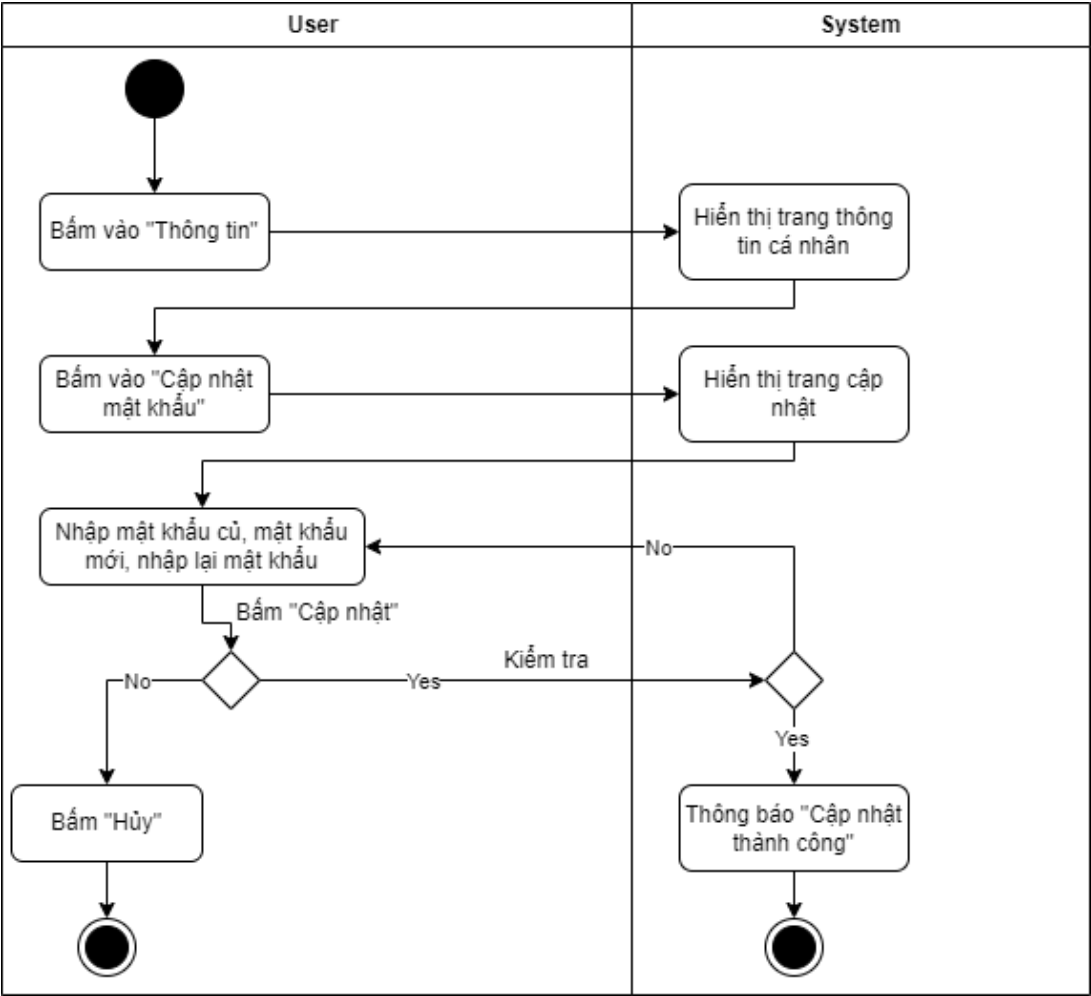 User
System
Bấm vào "Thông tin"
Hiển thị trang thông
tin cá nhân
Bấm vào "Cập nhật
mật khẩu"
Hiển thị trang cập
nhật
Nhập mật khẩu củ, mật khẩu
mới, nhập lại mật khẩu
No
Bấm "Cập nhật"
Kiểm tra
No
Yes
Yes
Bấm "Hủy"
Thông báo "Cập nhật
thành công"